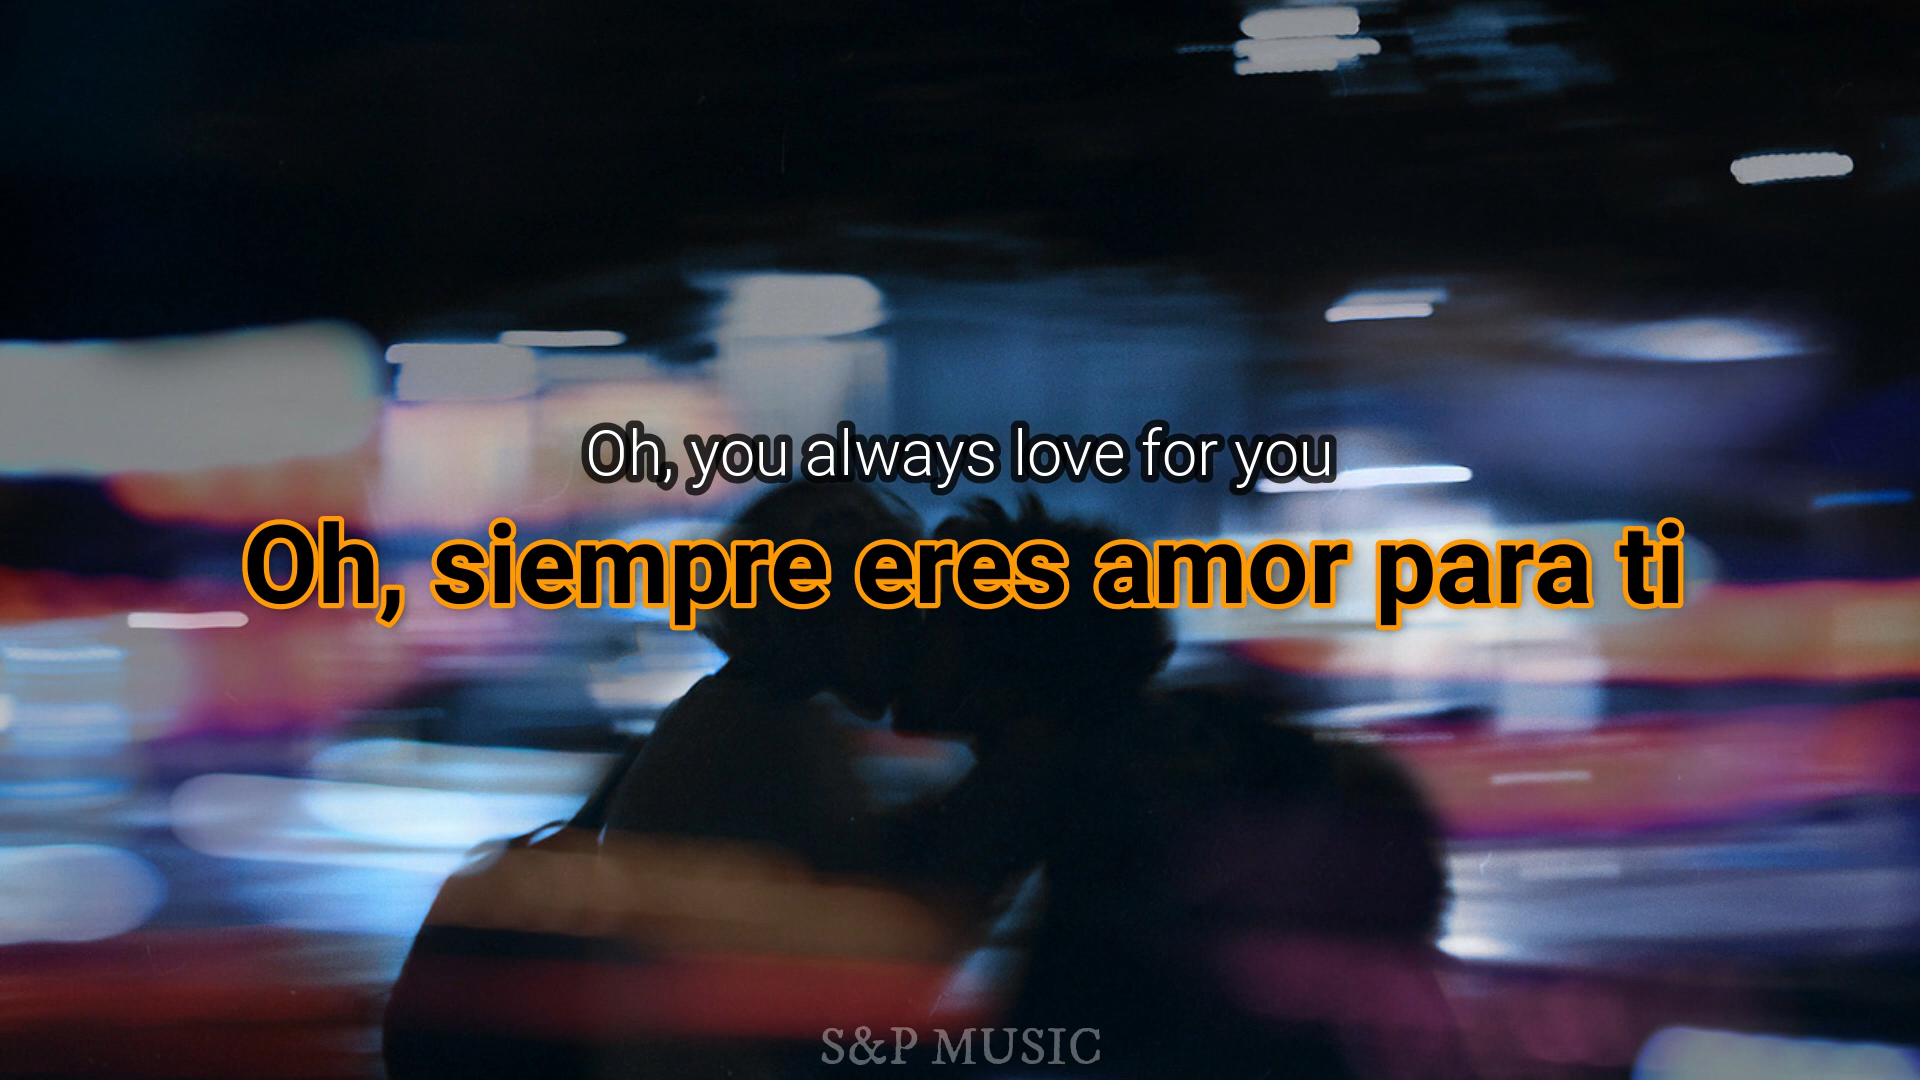 Oh, you always love for you
Oh, siempre eres amor para ti
S&P MUSIC